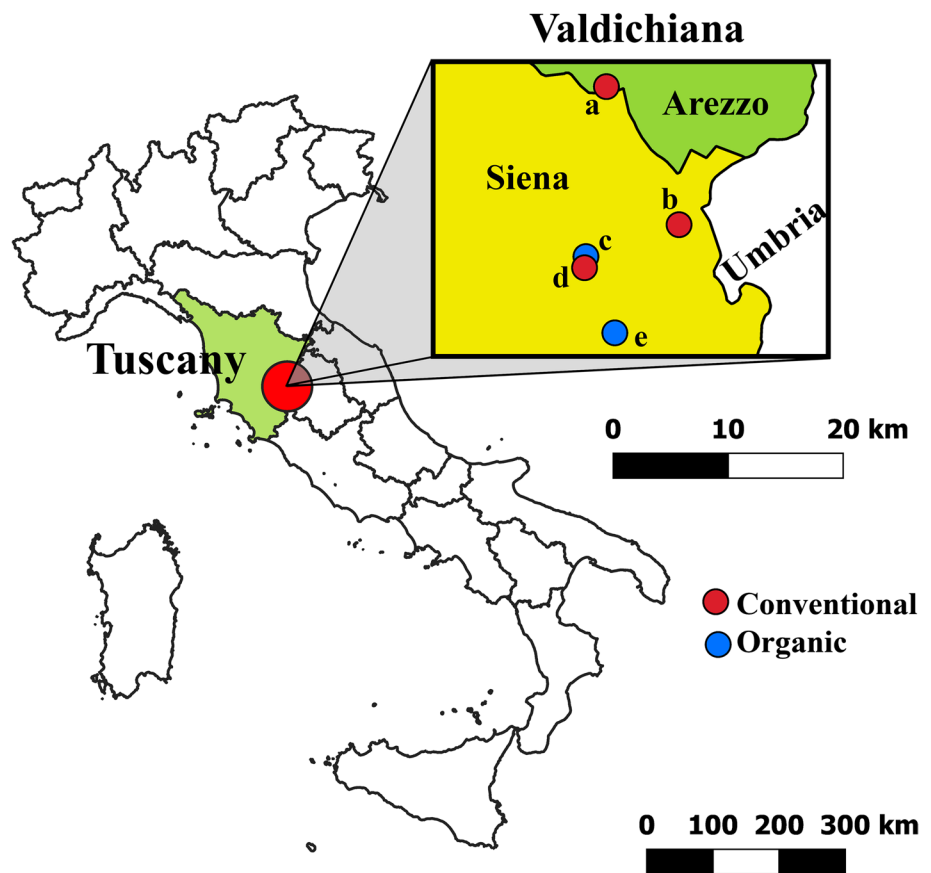 Valdichiana
a
Arezzo
Siena
b
Umbria
c
d
e
Tuscany
0 10 20 km
Conventional
Organic
0 100 200 300 km